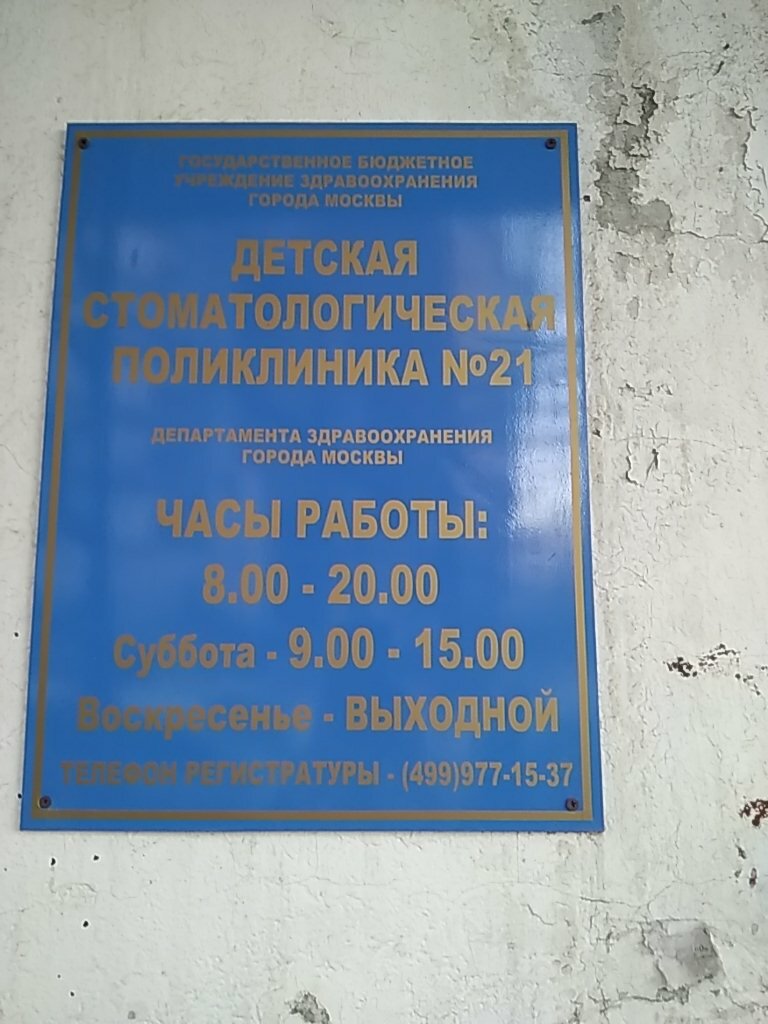 ГОСУДАРСТВЕННОЕ БЮДЖЕТНОЕ
УЧРЕЖДЕНИЕ ЗДРАВООХРАНЕНИЯ
ГОРОДА МОСКВЫ
ДЕТСКАЯ
СТОМАТОЛОГИЧЕСКАЯ
ПОЛИКЛИНИКА №21
ДЕПАРТАМЕНТА ЗДРАВООХРАНЕНИЯ
ГОРОДА МОСКВЫ
ЧАСЫ РАБОТЫ:
8.00 - 20.00
Суббота - 9.00 - 15.00
Воскресенье - ВЫХОДНОЙ
ТЕЛЕФОН РЕГИСТРАТУРЫ - (499)977-15-37